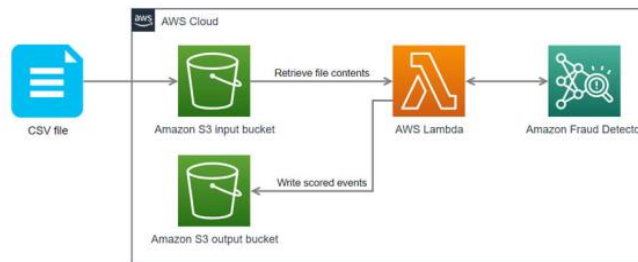 aws
AWS Cloud
Retrieve file contents
CSV file
Amazon S3 input bucket
AWS Lambda
Amazon Fraud Detecto
Write scored events
Amazon S3 output bucket